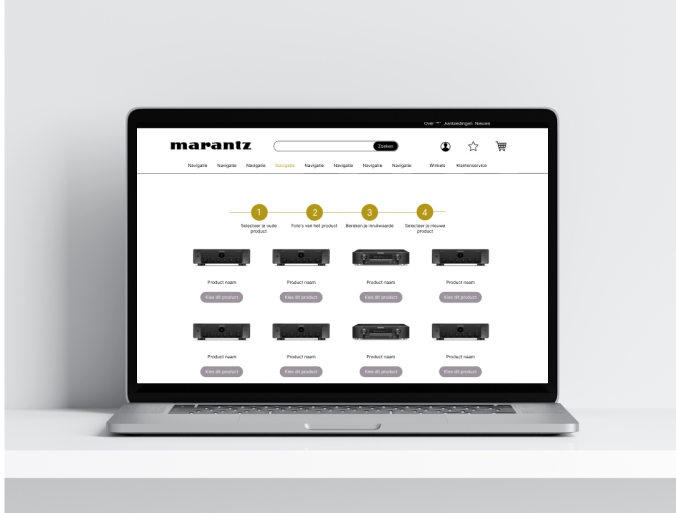 Over Aanbiedingen Nieuws
marantz
Zoeken
Navigatie Navigatie Navigatie Navigatie Navigatie Navigatie Navigatie Navigatie Winkels Klantenservice
1 2 3 4
Selecteer je oude product
Foto's van het product
Bereken je inruilwaarde
Selecteer je nieuwe product
Product naam Product naam Product naam Product naam
Kies dit product Kies dit product Kies dit product Kies dit product
Product naam Product naam Product naam Product naam
Kies dit product Kies dit product Kies dit product Kies dit product